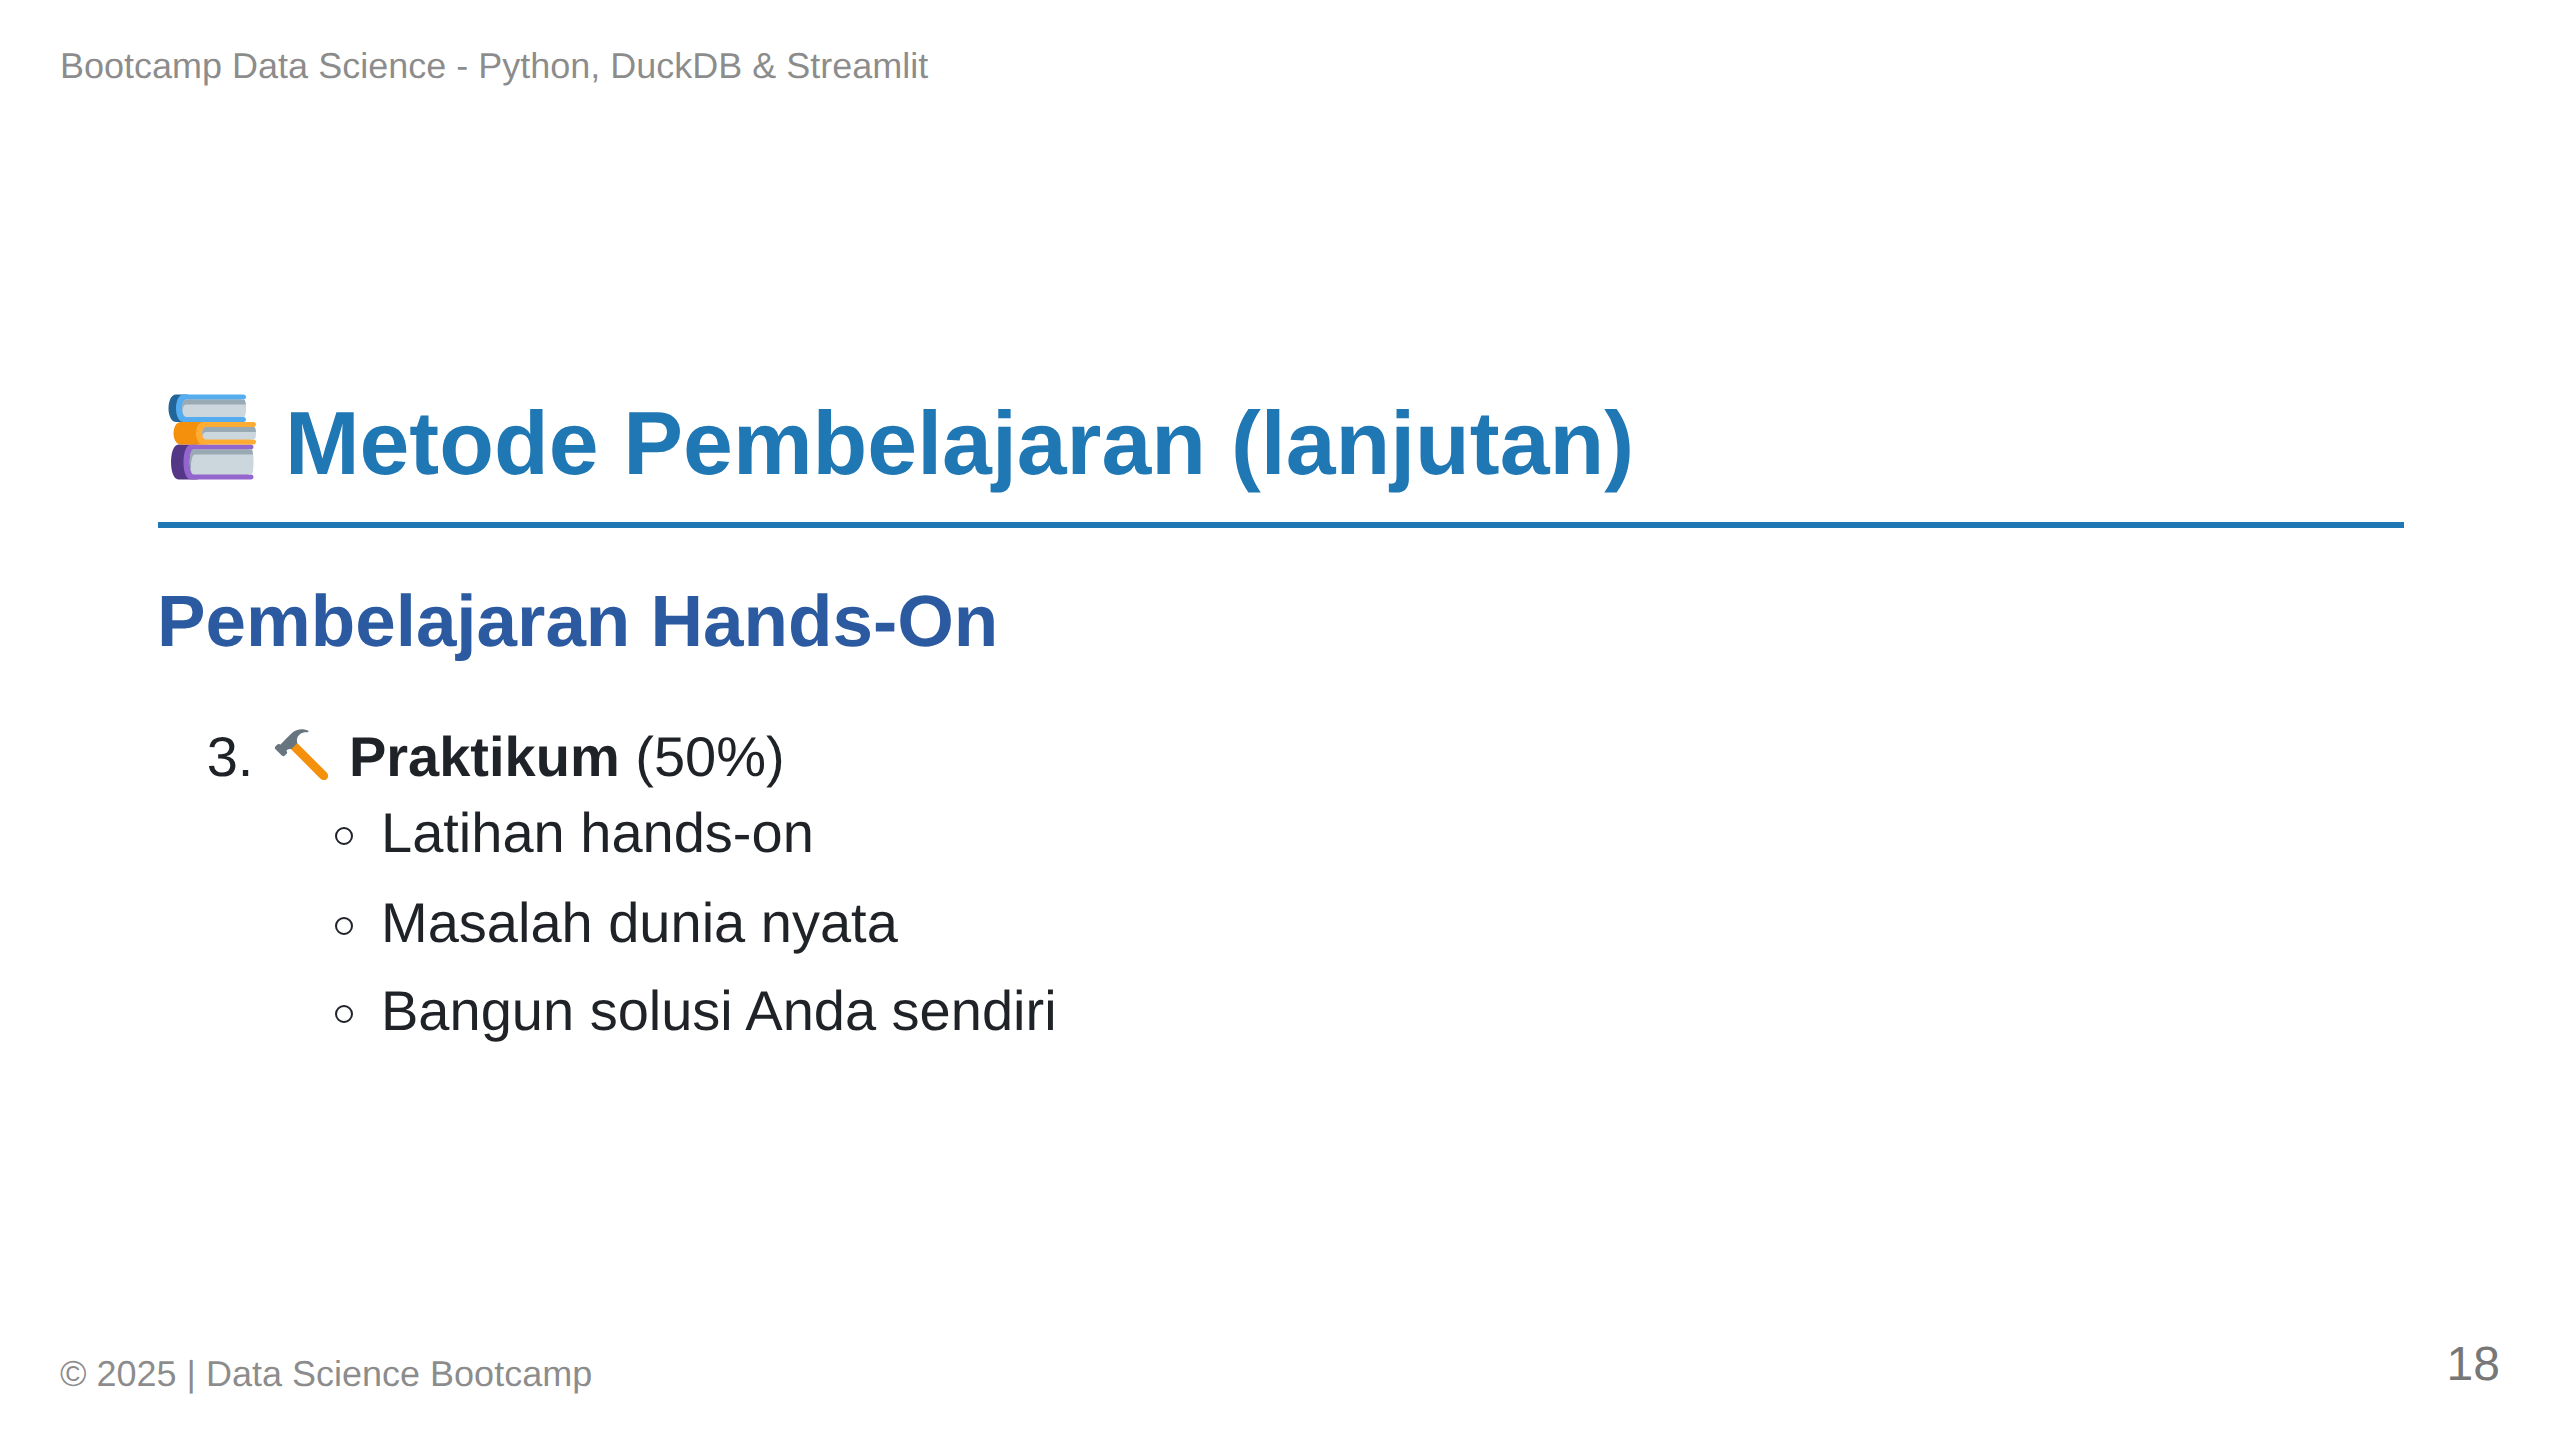 Bootcamp Data Science - Python, DuckDB & Streamlit
📚 Metode Pembelajaran (lanjutan)
Pembelajaran Hands-On
3. 🔨 Praktikum (50%)
○ Latihan hands-on
○ Masalah dunia nyata
○ Bangun solusi Anda sendiri
© 2025 | Data Science Bootcamp
18